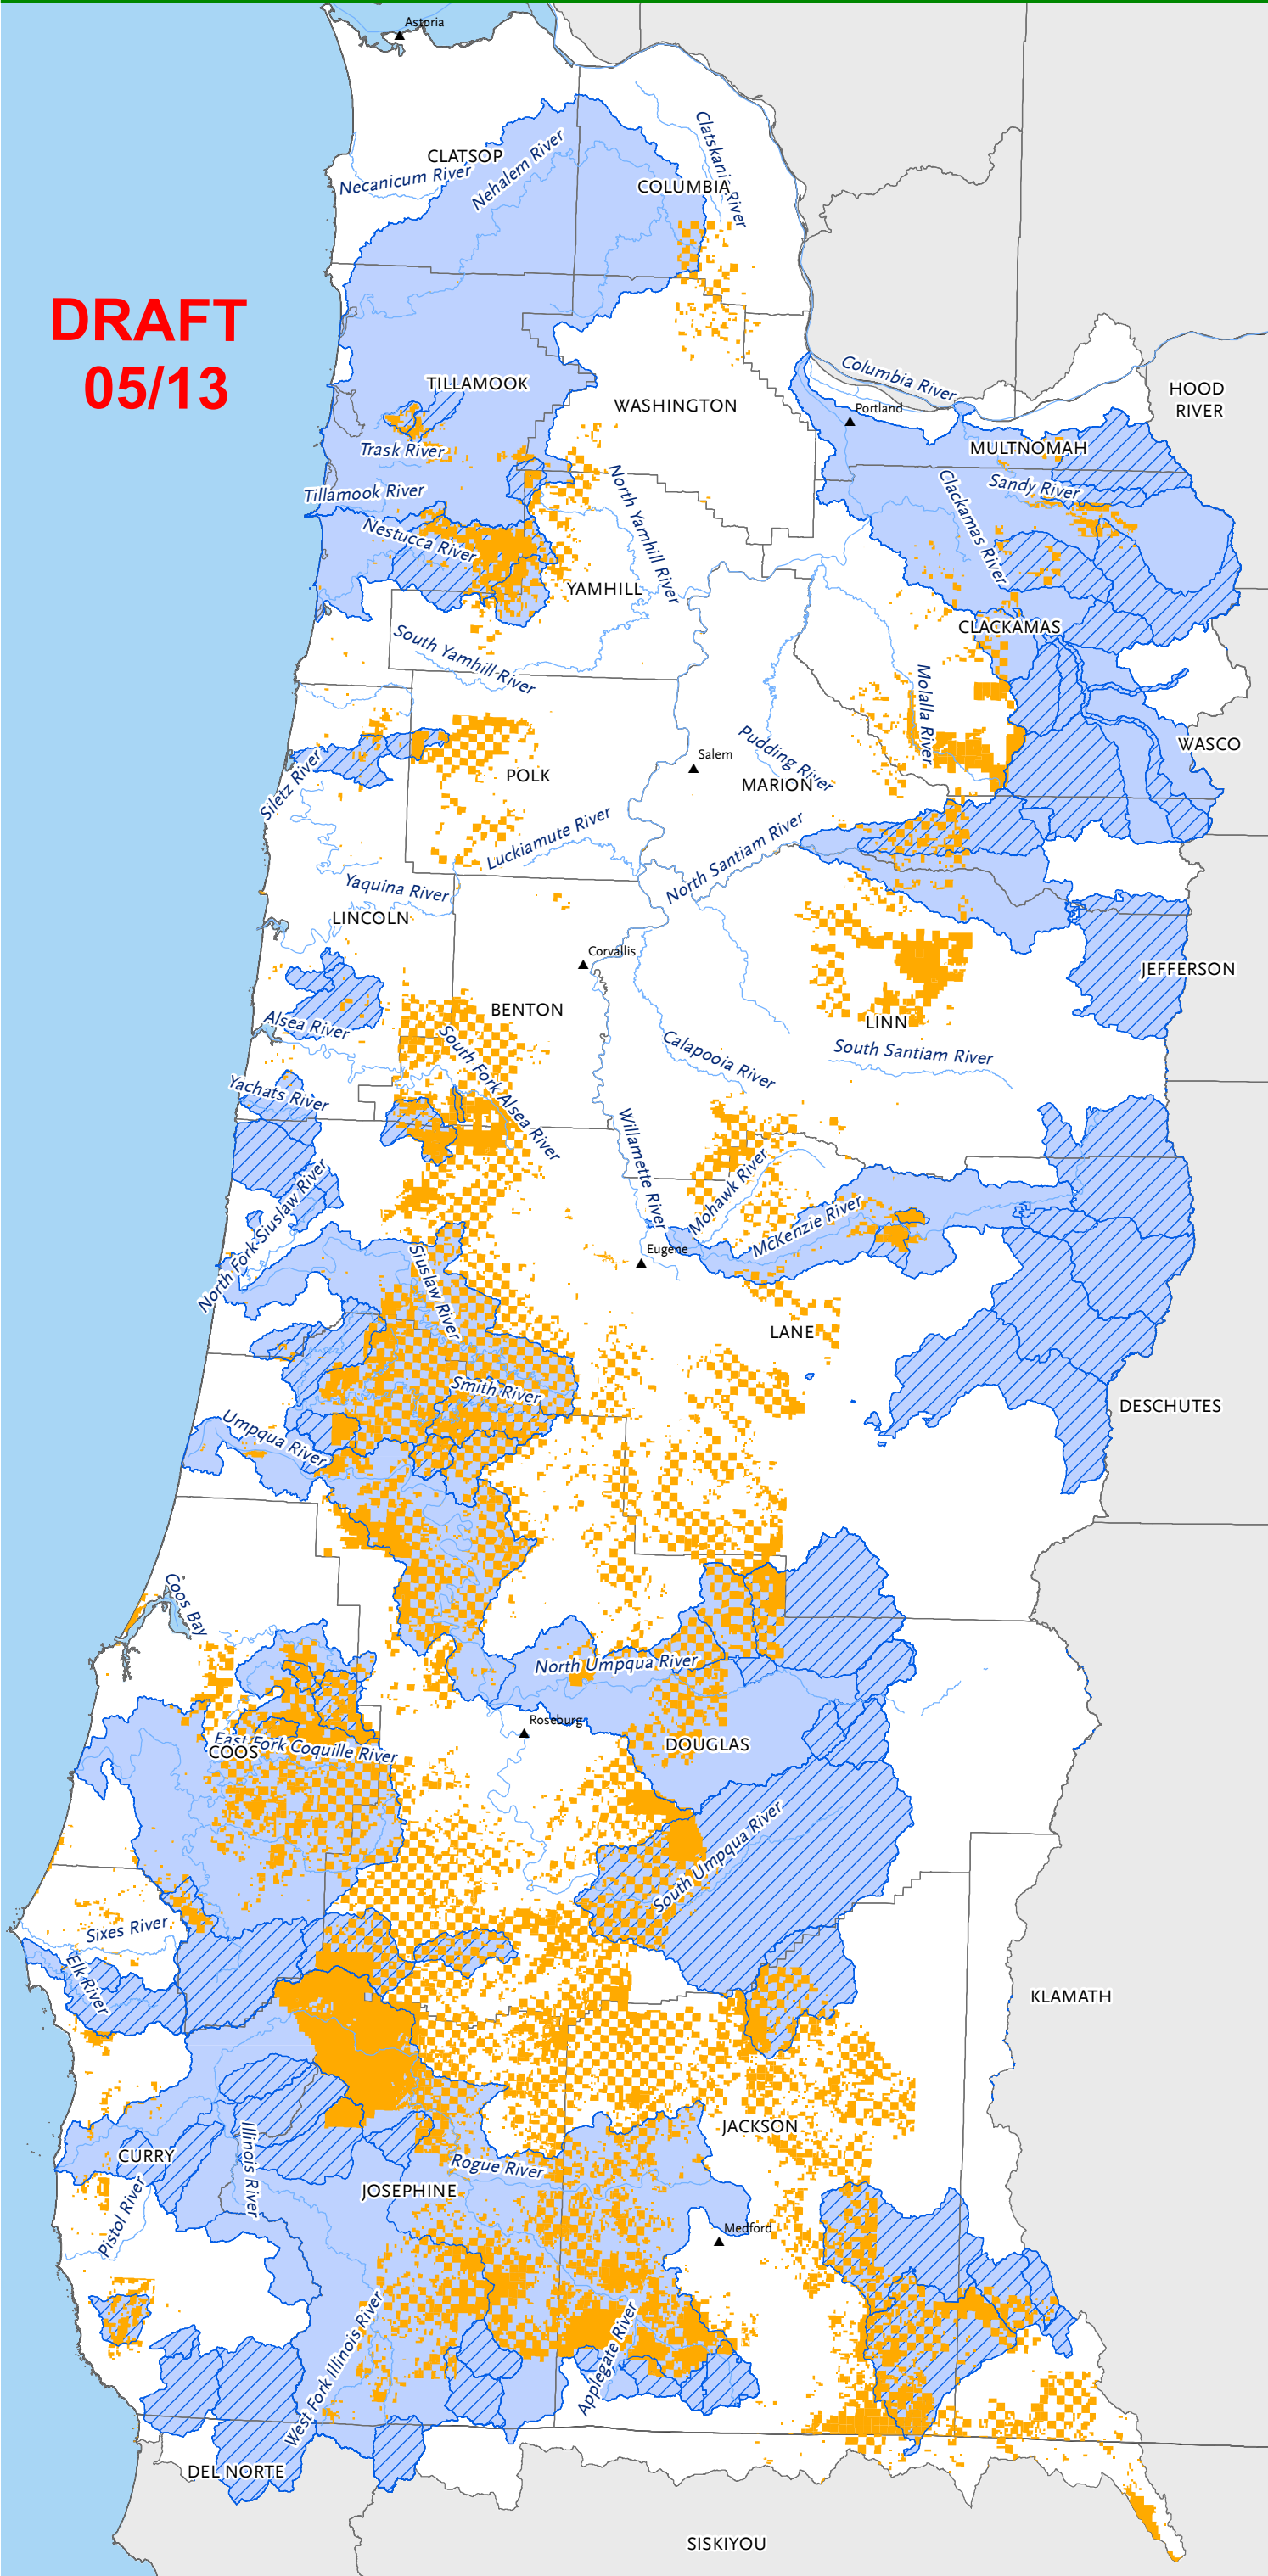 Astoria
Clatskanie River
CLATSOP
Nehalem River
Necanicum River
COLUMBIA
DRAFT
05/13
Columbia River
TILLAMOOK
HOOD
RIVER
WASHINGTON
Portland
Trask River
MULTNOMAH
Tillamook River
Sandy River
Clackamas River
North Yamhill River
Nestucca River
YAMHILL
CLACKAMAS
South Yamhill River
Molalla River
WASCO
Salem
Pudding River
Siletz River
POLK
MARION
Luckiamute River
North Santiam River
Yaquina River
LINCOLN
Corvallis
JEFFERSON
BENTON
Alsea River
LINN
South Fork Alsea River
Calapooia River
South Santiam River
Yachats River
Willamette River
North Fork Siuslaw River
Mohawk River
McKenzie River
Siuslaw River
Eugene
LANE
Smith River
DESCHUTES
Umpqua River
Coos Bay
North Umpqua River
Roseburg
East Fork Coquille River
COOS
DOUGLAS
South Umpqua River
Sixes River
Elk River
KLAMATH
JACKSON
CURRY
Illinois River
Rogue River
JOSEPHINE
Pistol River
Medford
West Fork Illinois River
Applegate River
DEL NORTE
SISKIYOU